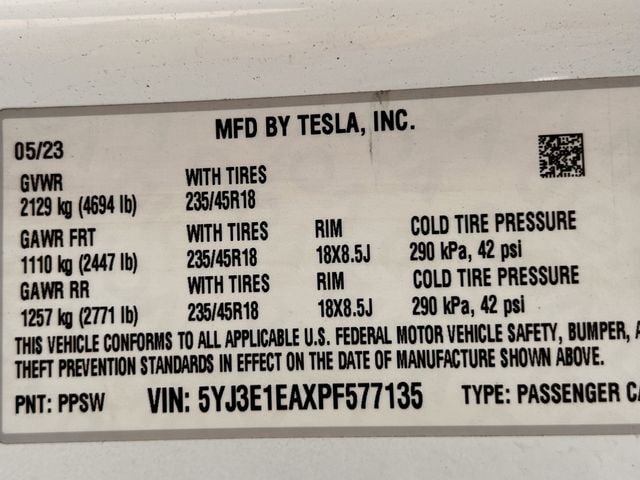 MFD BY TESLA, INC.
05/23
GVWR WITH TIRES
2129 kg (4694 lb) 235/45R18
GAWR FRT WITH TIRES RIM COLD TIRE PRESSURE
1110 kg (2447 lb) 235/45R18 18X8.5J 290 kPa, 42 psi
GAWR RR WITH TIRES RIM COLD TIRE PRESSURE
1257 kg (2771 lb) 235/45R18 18X8.5J 290 kPa, 42 psi
THIS VEHICLE CONFORMS TO ALL APPLICABLE U.S. FEDERAL MOTOR VEHICLE SAFETY, BUMPER, A
THEFT PREVENTION STANDARDS IN EFFECT ON THE DATE OF MANUFACTURE SHOWN ABOVE.
PNT: PPSW VIN: 5YJ3E1EAXPF577135 TYPE: PASSENGER CA